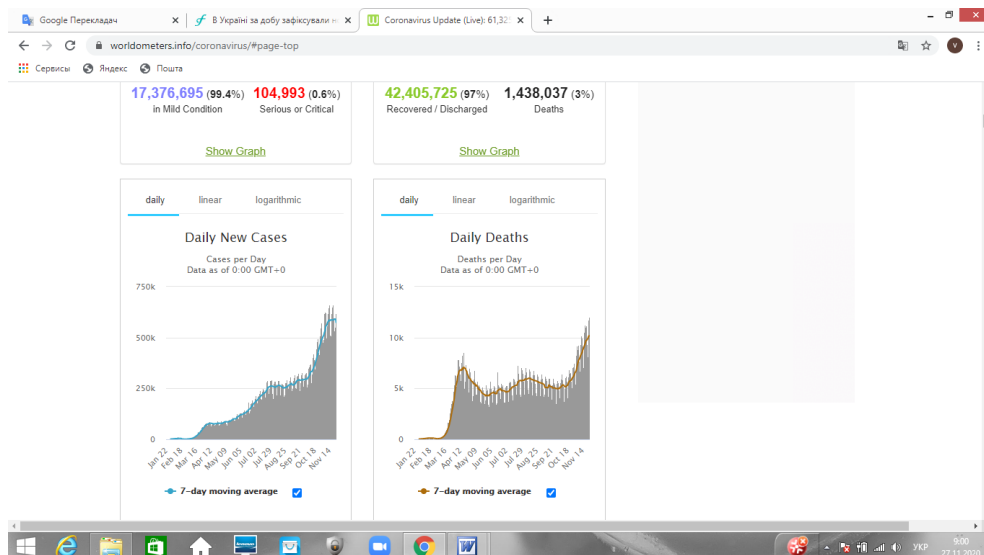 Google Перекладач
В Україні за добу зафіксували н
Coronavirus Update (Live): 61,32
worldometers.info/coronavirus/#page-top
Сервисы Яндекс Пошта
17,376,695 (99.4%) 104,993 (0.6%)
in Mild Condition Serious or Critical
42,405,725 (97%) 1,438,037 (3%)
Recovered / Discharged Deaths
Show Graph
Show Graph
daily linear logarithmic
Daily New Cases
Cases per Day
Data as of 0:00 GMT+0
750k
500k
250k
0
Jan 22 Feb 18 Mar 16 Apr 12 May 09 Jun 05 Jul 02 Jul 29 Aug 25 Sep 21 Oct 18 Nov 14
7-day moving average
daily linear logarithmic
Daily Deaths
Deaths per Day
Data as of 0:00 GMT+0
15k
10k
5k
0
Jan 22 Feb 18 Mar 16 Apr 12 May 09 Jun 05 Jul 02 Jul 29 Aug 25 Sep 21 Oct 18 Nov 14
7-day moving average
УКР
9:00
27.11.2020